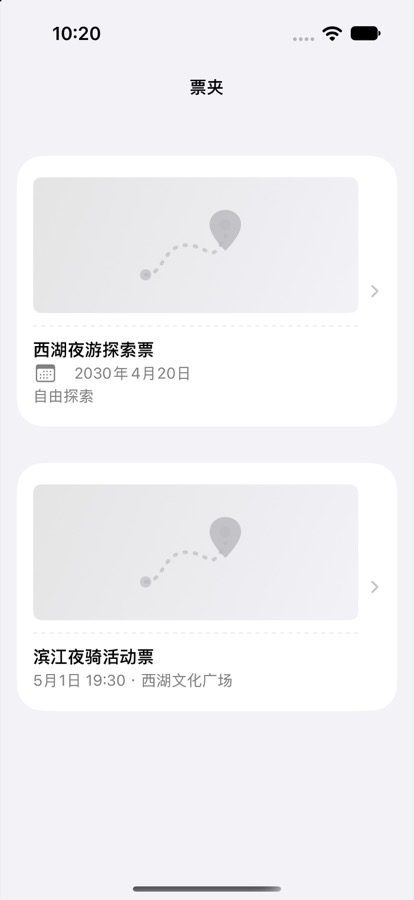 10:20
票夹
西湖夜游探索票
2030年4月20日
自由探索
滨江夜骑活动票
5月1日 19:30 · 西湖文化广场